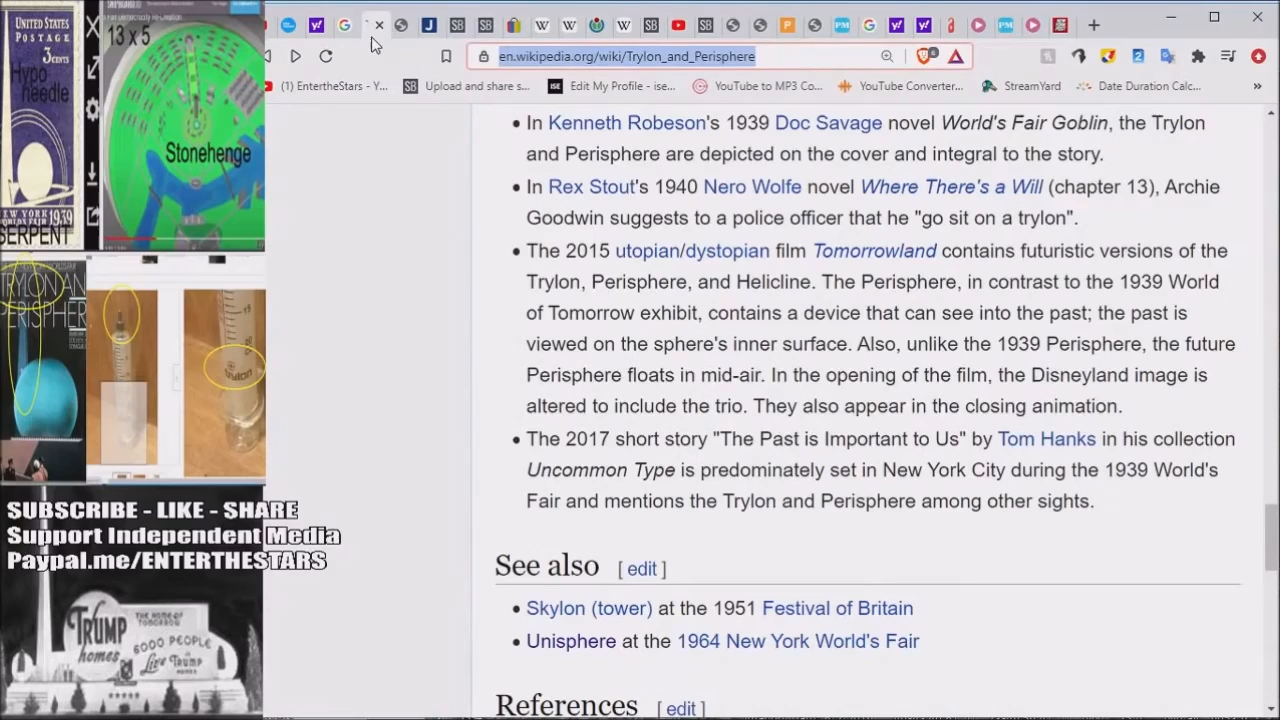 UNITED STATES
POSTAGE
3 CENTS
Hypo
needle
NEW YORK
WORLD'S FAIR 1939
SERPENT
13 x 5
Stonehenge
TRYLON AN
PERISPHER
trylon
SUBSCRIBE - LIKE - SHARE
Support Independent Media
Paypal.me/ENTERTHESTARS
TRUMP
homes
THE HOME OF
TOMORROW
6000 PEOPLE
Live in TRUMP
HOMES
en.wikipedia.org/wiki/Trylon_and_Perisphere
(1) EntertheStars - Y...
SB Upload and share s...
ISE Edit My Profile - ise...
YouTube to MP3 Co...
YouTube Converter...
StreamYard
Date Duration Calc...
• In Kenneth Robeson's 1939 Doc Savage novel World's Fair Goblin, the Trylon
and Perisphere are depicted on the cover and integral to the story.
• In Rex Stout's 1940 Nero Wolfe novel Where There's a Will (chapter 13), Archie
Goodwin suggests to a police officer that he "go sit on a trylon".
• The 2015 utopian/dystopian film Tomorrowland contains futuristic versions of the
Trylon, Perisphere, and Helicline. The Perisphere, in contrast to the 1939 World
of Tomorrow exhibit, contains a device that can see into the past; the past is
viewed on the sphere's inner surface. Also, unlike the 1939 Perisphere, the future
Perisphere floats in mid-air. In the opening of the film, the Disneyland image is
altered to include the trio. They also appear in the closing animation.
• The 2017 short story "The Past is Important to Us" by Tom Hanks in his collection
Uncommon Type is predominately set in New York City during the 1939 World's
Fair and mentions the Trylon and Perisphere among other sights.
See also [ edit ]
• Skylon (tower) at the 1951 Festival of Britain
• Unisphere at the 1964 New York World's Fair
References [ edit ]